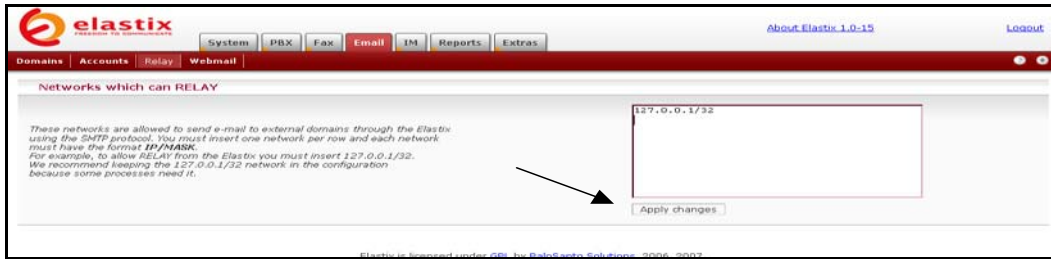 elastix
FREEDOM TO COMMUNICATE
System PBX Fax Email IM Reports Extras
About Elastix 1.0-15
Logout
Domains Accounts Relay Webmail
Networks which can RELAY
These networks are allowed to send e-mail to external domains through the Elastix
using the SMTP protocol. You must insert one network per row and each network
must have the format IP/MASK.
For example, to allow RELAY from the Elastix you must insert 127.0.0.1/32.
We recommend keeping the 127.0.0.1/32 network in the configuration
because some processes need it.
127.0.0.1/32
Apply changes
Elastix is licensed under GPL by PaloSanto Solutions. 2006, 2007.